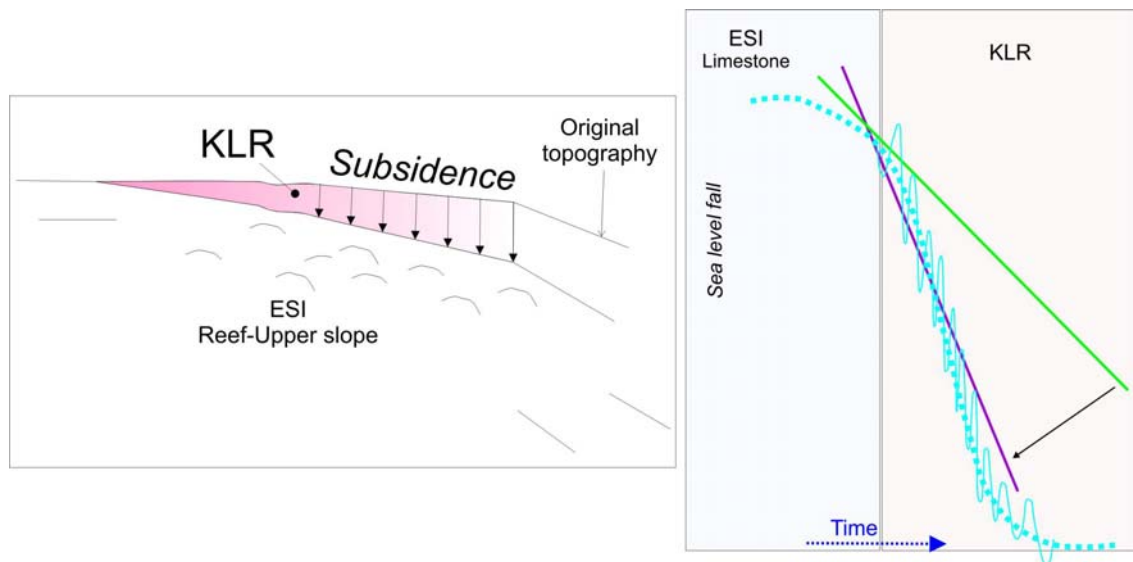 KLR
Subsidence
Original
topography
ESI
Reef-Upper slope
ESI
Limestone
KLR
Sea level fall
Time